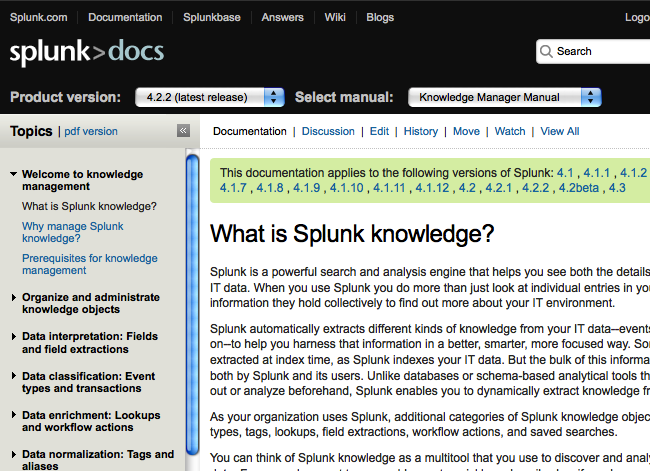 Splunk.com Documentation Splunkbase Answers Wiki Blogs Logo
splunk>docs
Search
Product version: 4.2.2 (latest release) Select manual: Knowledge Manager Manual
Topics | pdf version «
Documentation | Discussion | Edit | History | Move | Watch | View All
Welcome to knowledge
management
What is Splunk knowledge?
Why manage Splunk
knowledge?
Prerequisites for knowledge
management
Organize and administrate
knowledge objects
Data interpretation: Fields
and field extractions
Data classification: Event
types and transactions
Data enrichment: Lookups
and workflow actions
Data normalization: Tags and
aliases
This documentation applies to the following versions of Splunk: 4.1 , 4.1.1 , 4.1.2
4.1.7 , 4.1.8 , 4.1.9 , 4.1.10 , 4.1.11 , 4.1.12 , 4.2 , 4.2.1 , 4.2.2 , 4.2beta , 4.3
What is Splunk knowledge?
Splunk is a powerful search and analysis engine that helps you see both the details
IT data. When you use Splunk you do more than just look at individual entries in yo
information they hold collectively to find out more about your IT environment.
Splunk automatically extracts different kinds of knowledge from your IT data--events
on--to help you harness that information in a better, smarter, more focused way. So
extracted at index time, as Splunk indexes your IT data. But the bulk of this informa
both by Splunk and its users. Unlike databases or schema-based analytical tools th
out or analyze beforehand, Splunk enables you to dynamically extract knowledge fr
As your organization uses Splunk, additional categories of Splunk knowledge objec
types, tags, lookups, field extractions, workflow actions, and saved searches.
You can think of Splunk knowledge as a multitool that you use to discover and analy